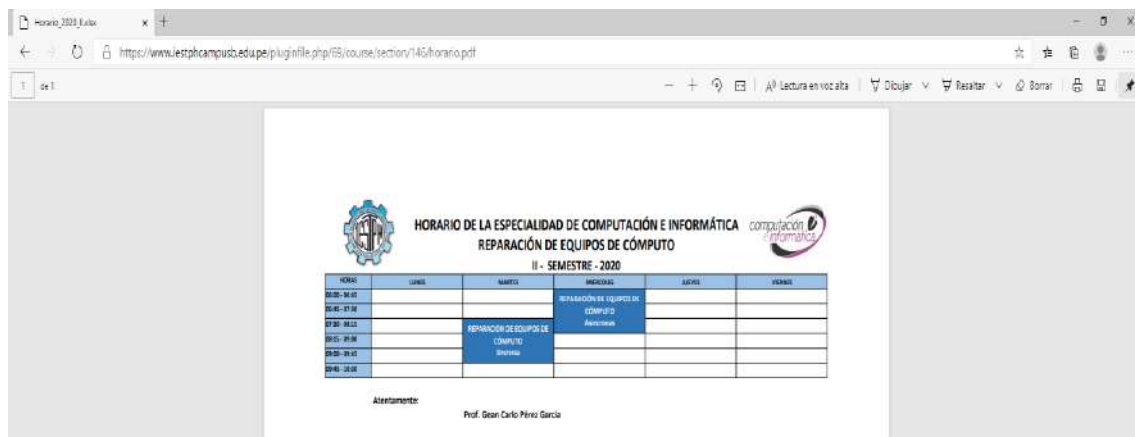 Horario_2020_II.xlsx
https://www.iestphcampusb.edu.pe/pluginfile.php/69/course/section/146/horario.pdf
1 de 1
Lectura en voz alta
Dibujar
Resaltar
Borrar
HORARIO DE LA ESPECIALIDAD DE COMPUTACIÓN E INFORMÁTICA
REPARACIÓN DE EQUIPOS DE CÓMPUTO
II - SEMESTRE - 2020
computación e informática
HORAS LUNES MARTES MIERCOLES JUEVES VIERNES
REPARACIÓN DE EQUIPOS DE
CÓMPUTO
REPARACIÓN DE EQUIPOS DE
CÓMPUTO
Atentamente:
Prof. Gean Carlo Pérez Garcia